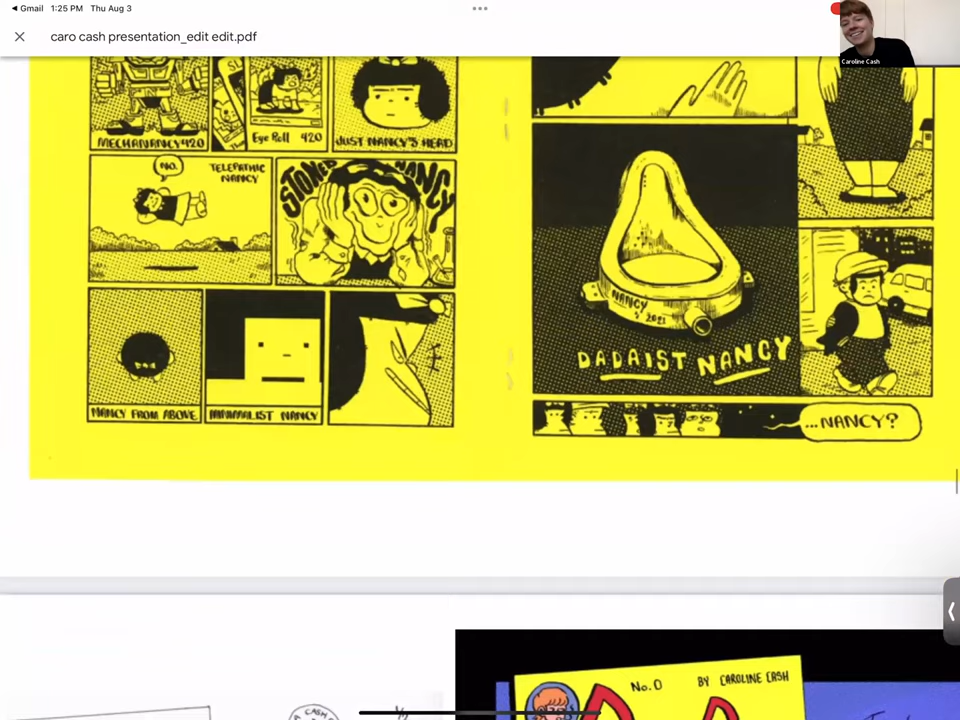 Gmail 1:25 PM Thu Aug 3
caro cash presentation_edit edit.pdf
Caroline Cash
MECHANANCY420
Eye Roll 420
JUST NANCY'S HEAD
NO.
TELEPATHIC
NANCY
STONED NANCY
NANCY FROM ABOVE
MINIMALIST NANCY
NANCY
2021
DADAIST NANCY
...NANCY?
No. 0
BY CAROLINE CASH